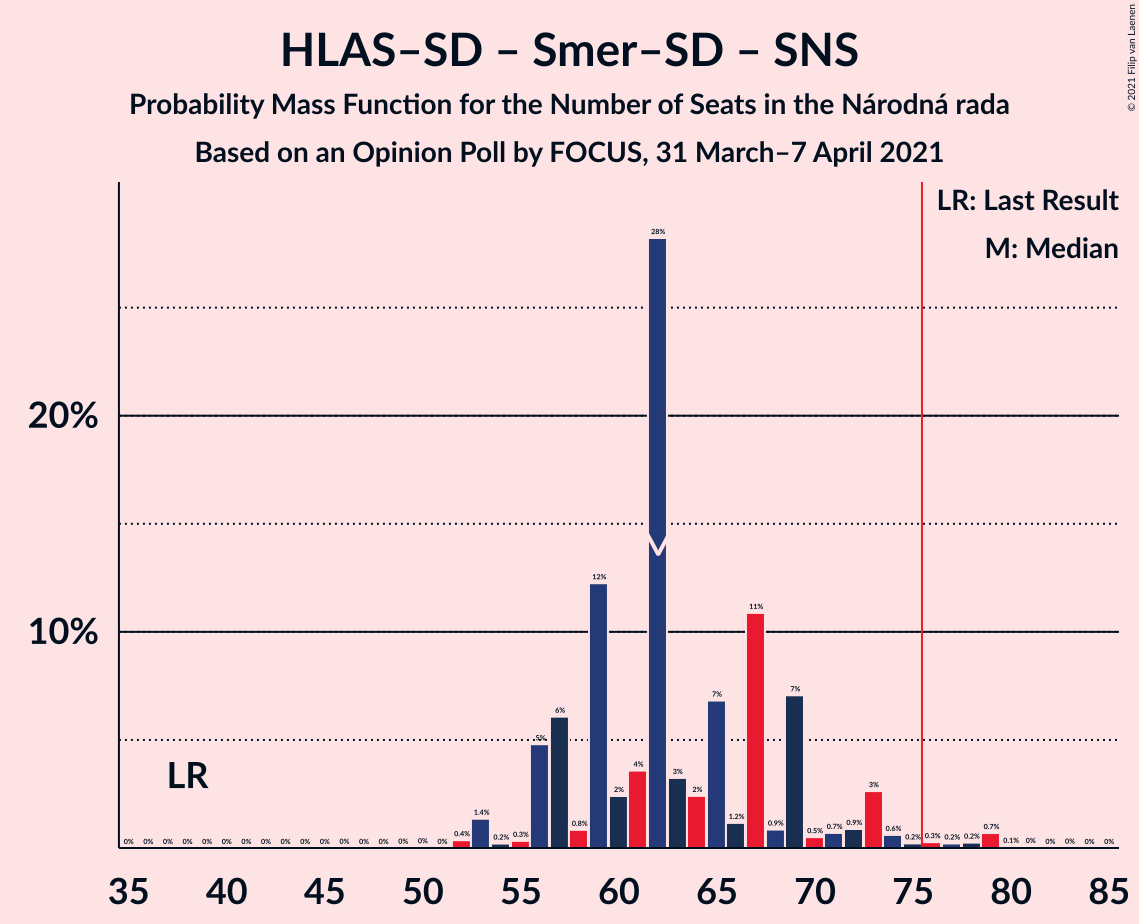 HLAS–SD – Smer–SD – SNS
Probability Mass Function for the Number of Seats in the Národná rada
Based on an Opinion Poll by FOCUS, 31 March–7 April 2021
© 2021 Filip van Laenen
LR: Last Result
M: Median
28%
20%
12%
11%
10%
7%
7%
6%
5%
4%
3%
3%
2%
2%
LR
0% 0% 0% 0% 0% 0% 0% 0% 0% 0% 0% 0% 0% 0% 0% 0% 0% 0.4% 1.4% 0.2% 0.3% 0.8% 1.2% 0.9% 0.5% 0.7% 0.9% 0.6% 0.2% 0.3% 0.2% 0.2% 0.7% 0.1% 0% 0% 0% 0% 0%
35 40 45 50 55 60 65 70 75 80 85